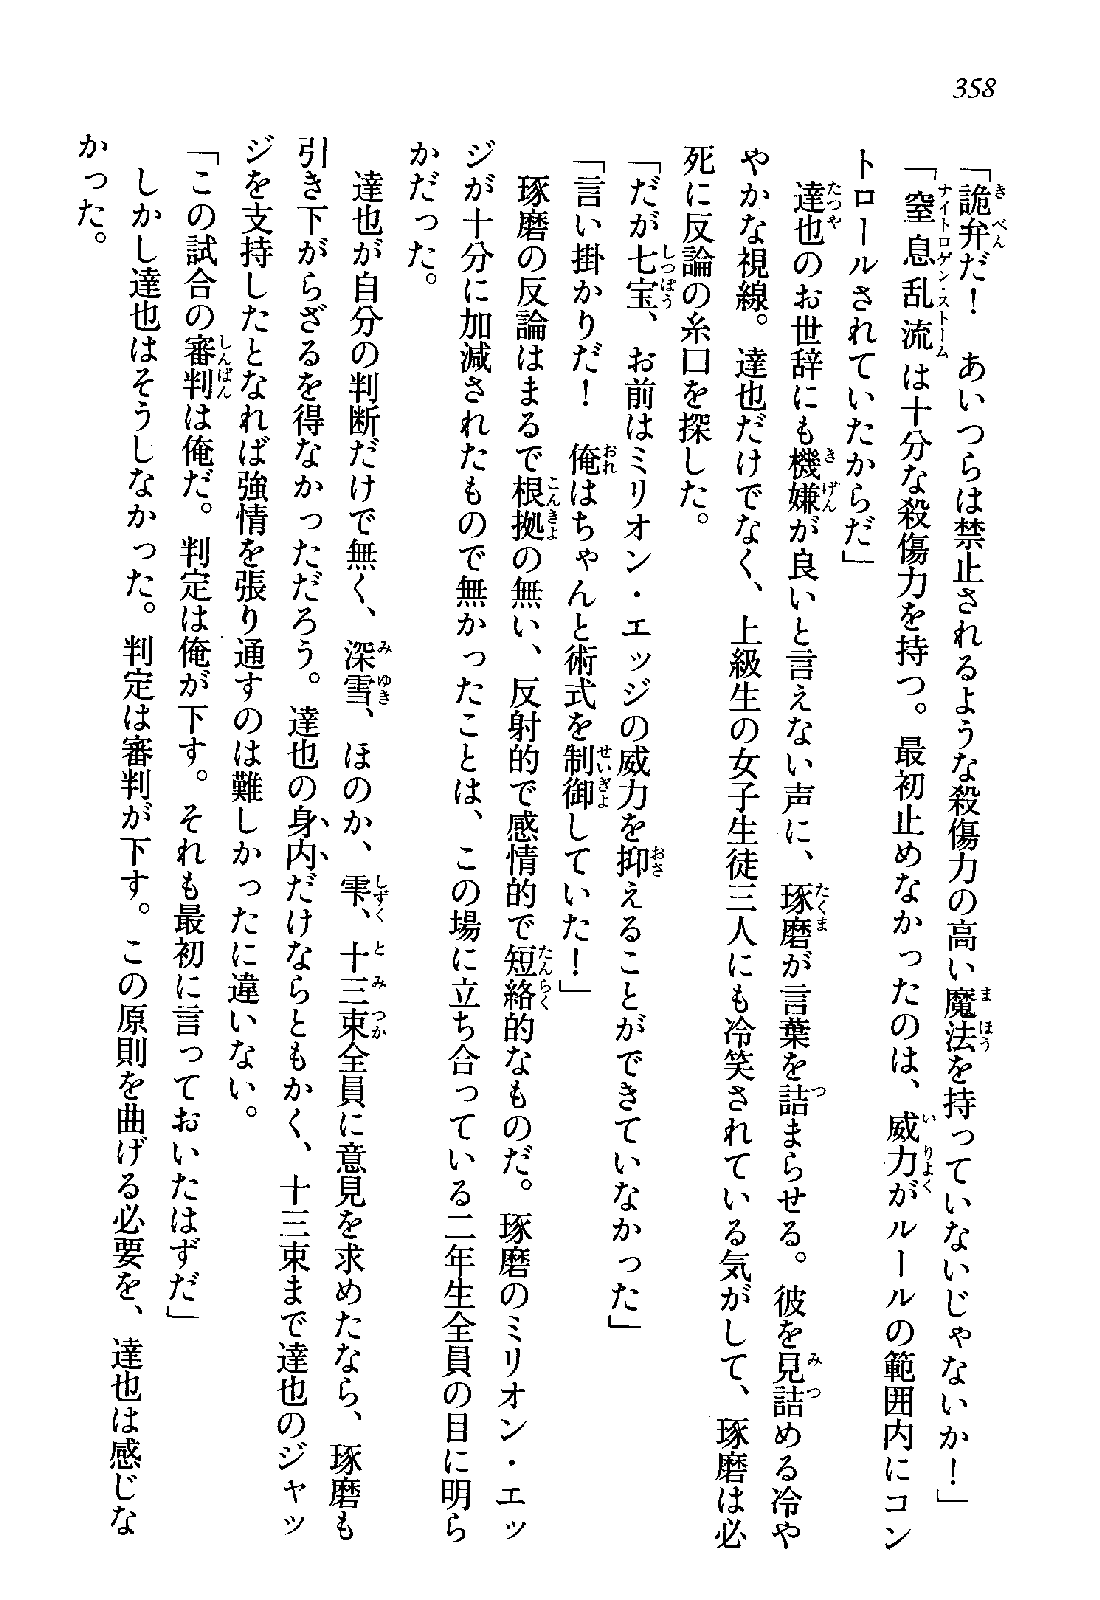 358
「詭弁だ！　あいつらは禁止されるような殺傷力の高い魔法を持っていないじゃないか！」
「窒息乱流は十分な殺傷力を持つ。最初止めなかったのは、威力がルールの範囲内にコン
トロールされていたからだ」
　達也のお世辞にも機嫌が良いと言えない声に、琢磨が言葉を詰まらせる。彼を見詰める冷や
やかな視線。達也だけでなく、上級生の女子生徒三人にも冷笑されている気がして、琢磨は必
死に反論の糸口を探した。
「だが七宝、お前はミリオン・エッジの威力を抑えることができていなかった」
「言い掛かりだ！　俺はちゃんと術式を制御していた！」
　琢磨の反論はまるで根拠の無い、反射的で感情的で短絡的なものだ。琢磨のミリオン・エッ
ジが十分に加減されたもので無かったことは、この場に立ち合っている二年生全員の目に明ら
かだった。
　達也が自分の判断だけで無く、深雪、ほのか、雫、十三束全員に意見を求めたなら、琢磨も
引き下がらざるを得なかっただろう。達也の身内だけならともかく、十三束まで達也のジャッ
ジを支持したとなれば強情を張り通すのは難しかったに違いない。
「この試合の審判は俺だ。判定は俺が下す。それも最初に言っておいたはずだ」
　しかし達也はそうしなかった。判定は審判が下す。この原則を曲げる必要を、達也は感じな
かった。